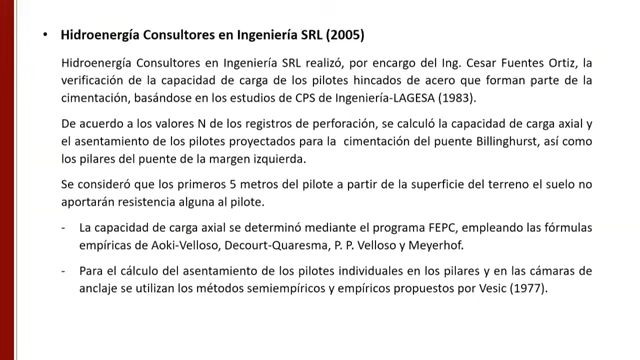 • Hidroenergía Consultores en Ingeniería SRL (2005)
Hidroenergía Consultores en Ingeniería SRL realizó, por encargo del Ing. Cesar Fuentes Ortiz, la
verificación de la capacidad de carga de los pilotes hincados de acero que forman parte de la
cimentación, basándose en los estudios de CPS de Ingeniería-LAGESA (1983).
De acuerdo a los valores N de los registros de perforación, se calculó la capacidad de carga axial y
el asentamiento de los pilotes proyectados para la cimentación del puente Billinghurst, así como
los pilares del puente de la margen izquierda.
Se consideró que los primeros 5 metros del pilote a partir de la superficie del terreno el suelo no
aportarán resistencia alguna al pilote.
- La capacidad de carga axial se determinó mediante el programa FEPC, empleando las fórmulas
empíricas de Aoki-Velloso, Decourt-Quaresma, P. P. Velloso y Meyerhof.
- Para el cálculo del asentamiento de los pilotes individuales en los pilares y en las cámaras de
anclaje se utilizan los métodos semiempíricos y empíricos propuestos por Vesic (1977).